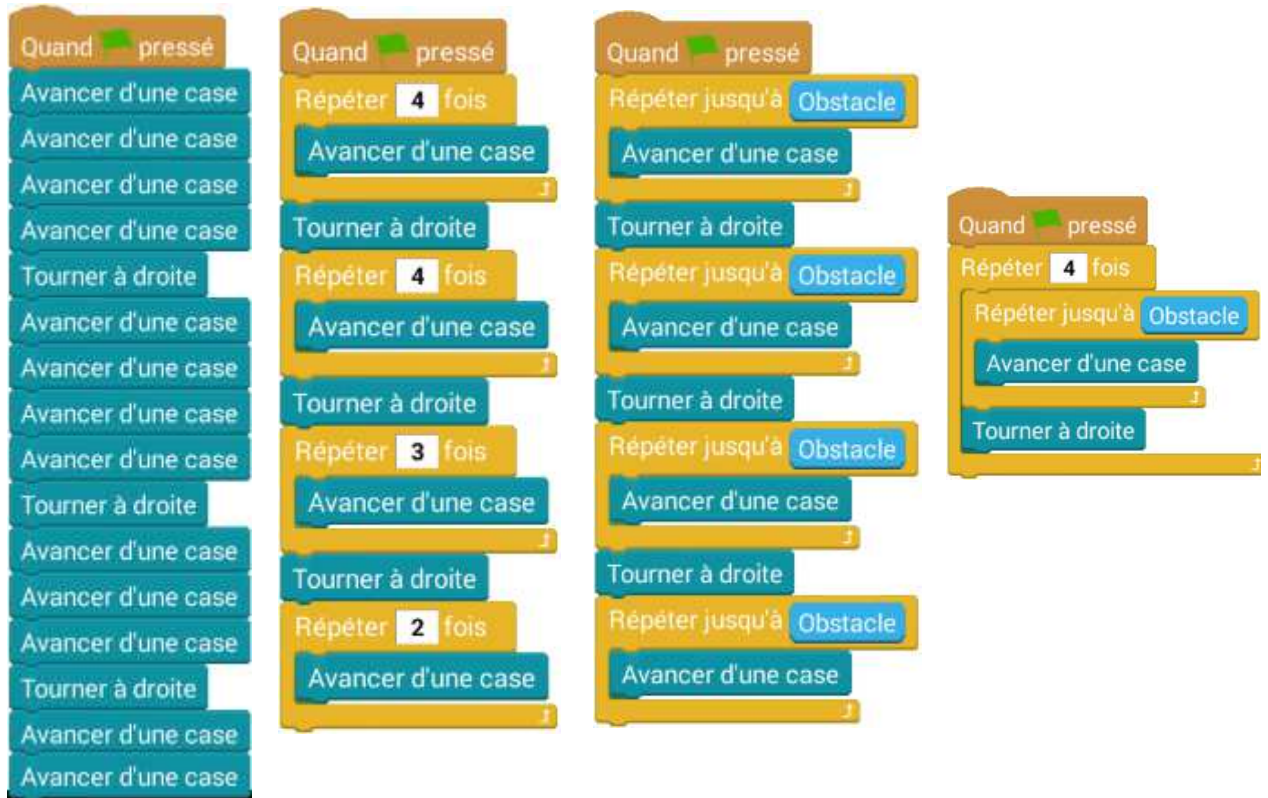 Quand pressé
Avancer d'une case
Avancer d'une case
Avancer d'une case
Avancer d'une case
Tourner à droite
Avancer d'une case
Avancer d'une case
Avancer d'une case
Avancer d'une case
Tourner à droite
Avancer d'une case
Avancer d'une case
Avancer d'une case
Tourner à droite
Avancer d'une case
Avancer d'une case
Quand pressé
Répéter 4 fois
Avancer d'une case
Tourner à droite
Répéter 4 fois
Avancer d'une case
Tourner à droite
Répéter 3 fois
Avancer d'une case
Tourner à droite
Répéter 2 fois
Avancer d'une case
Quand pressé
Répéter jusqu'à Obstacle
Avancer d'une case
Tourner à droite
Répéter jusqu'à Obstacle
Avancer d'une case
Tourner à droite
Répéter jusqu'à Obstacle
Avancer d'une case
Tourner à droite
Répéter jusqu'à Obstacle
Avancer d'une case
Quand pressé
Répéter 4 fois
Répéter jusqu'à Obstacle
Avancer d'une case
Tourner à droite